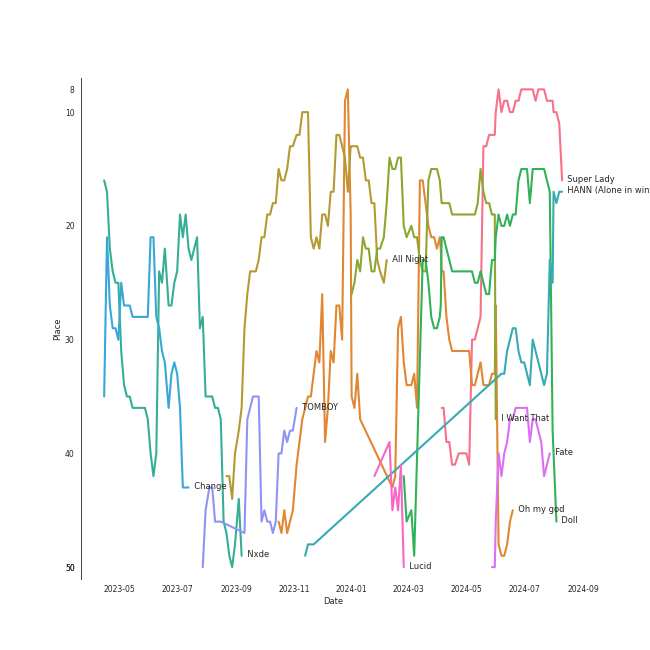 8
10
20
30
40
50
Place
Super Lady
HANN (Alone in win
All Night
TOMBOY
I Want That
Change
Fate
Oh my god
Doll
Nxde
Lucid
2023-05
2023-07
2023-09
2023-11
2024-01
2024-03
2024-05
2024-07
2024-09
Date